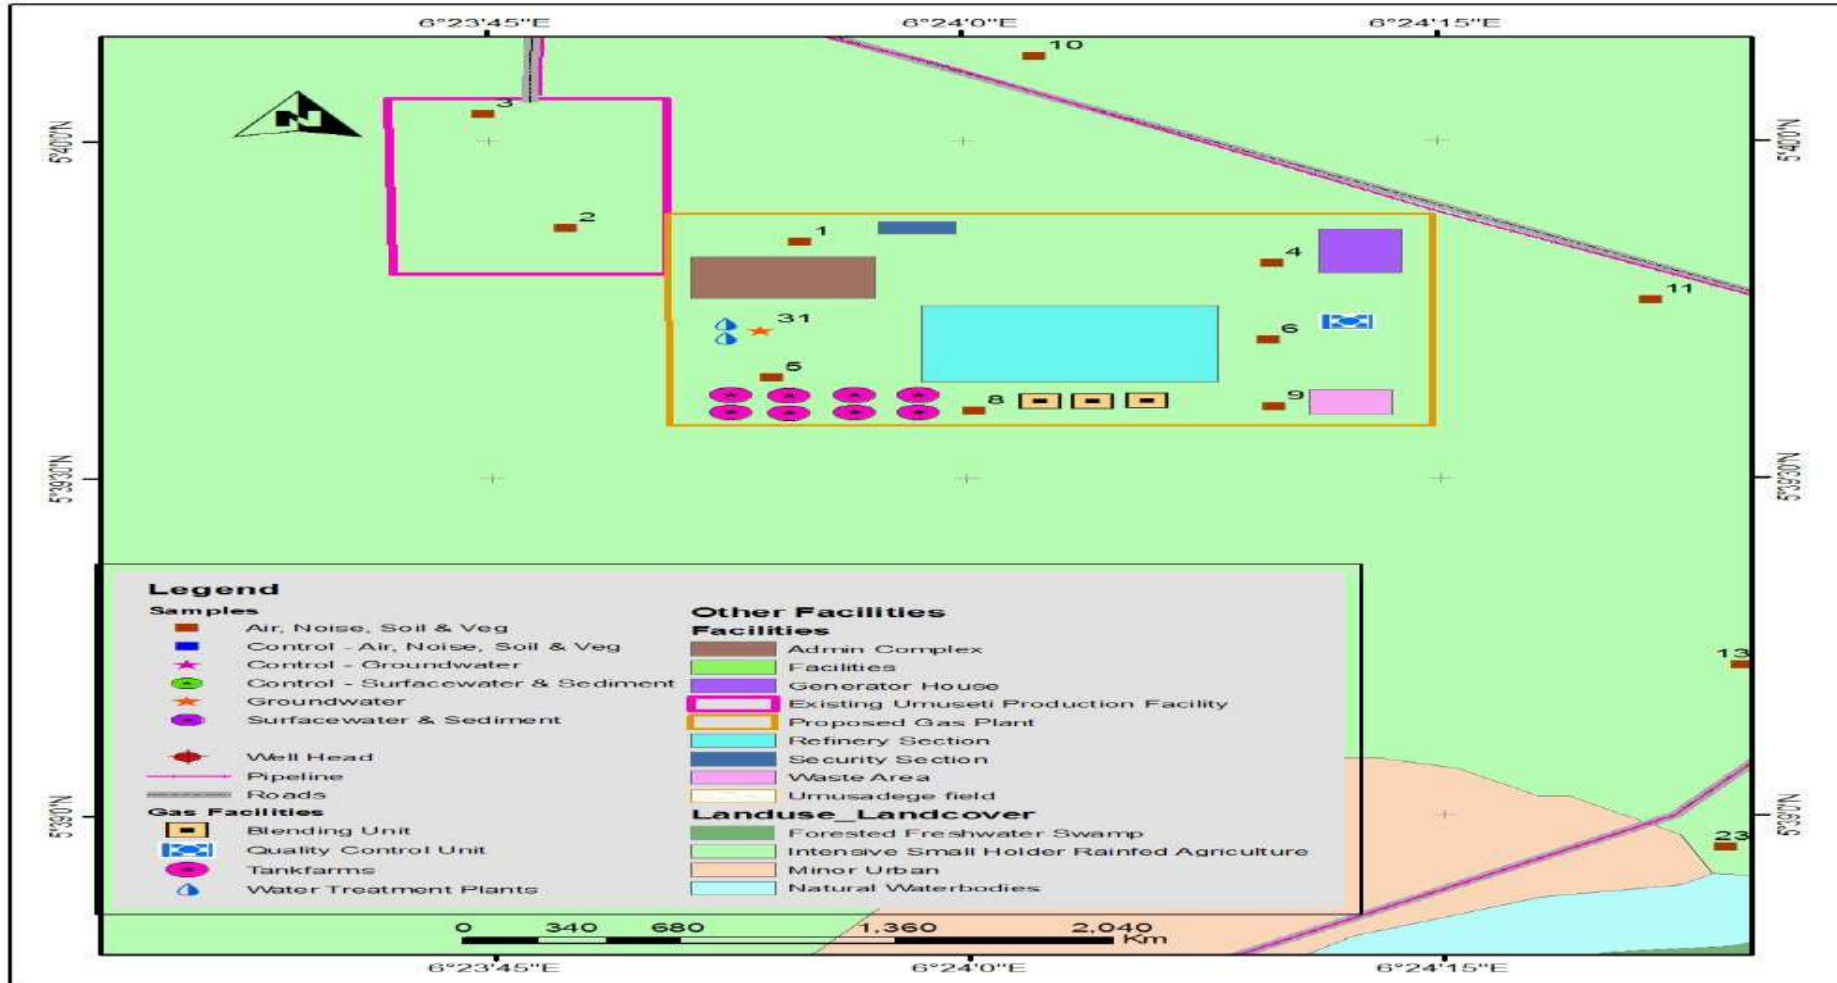 6°23'45"E 6°24'0"E 6°24'15"E
10
3
N
5°40'0"N 5°40'0"N
2
1
4
11
31
6
5
8
9
5°39'30"N 5°39'30"N
Legend
Samples
Air, Noise, Soil & Veg
Control - Air, Noise, Soil & Veg
Control - Groundwater
Control - Surfacewater & Sediment
Groundwater
Surfacewater & Sediment
Well Head
Pipeline
Roads
Gas Facilities
Blending Unit
Quality Control Unit
Tankfarms
Water Treatment Plants
Other Facilities
Facilities
Admin Complex
Facilities
Generator House
Existing Umuseti Production Facility
Proposed Gas Plant
Refinery Section
Security Section
Waste Area
Umusadege field
Landuse_Landcover
Forested Freshwater Swamp
Intensive Small Holder Rainfed Agriculture
Minor Urban
Natural Waterbodies
13
5°39'0"N 5°39'0"N
23
0 340 680 1,360 2,040
Km
6°23'45"E 6°24'0"E 6°24'15"E